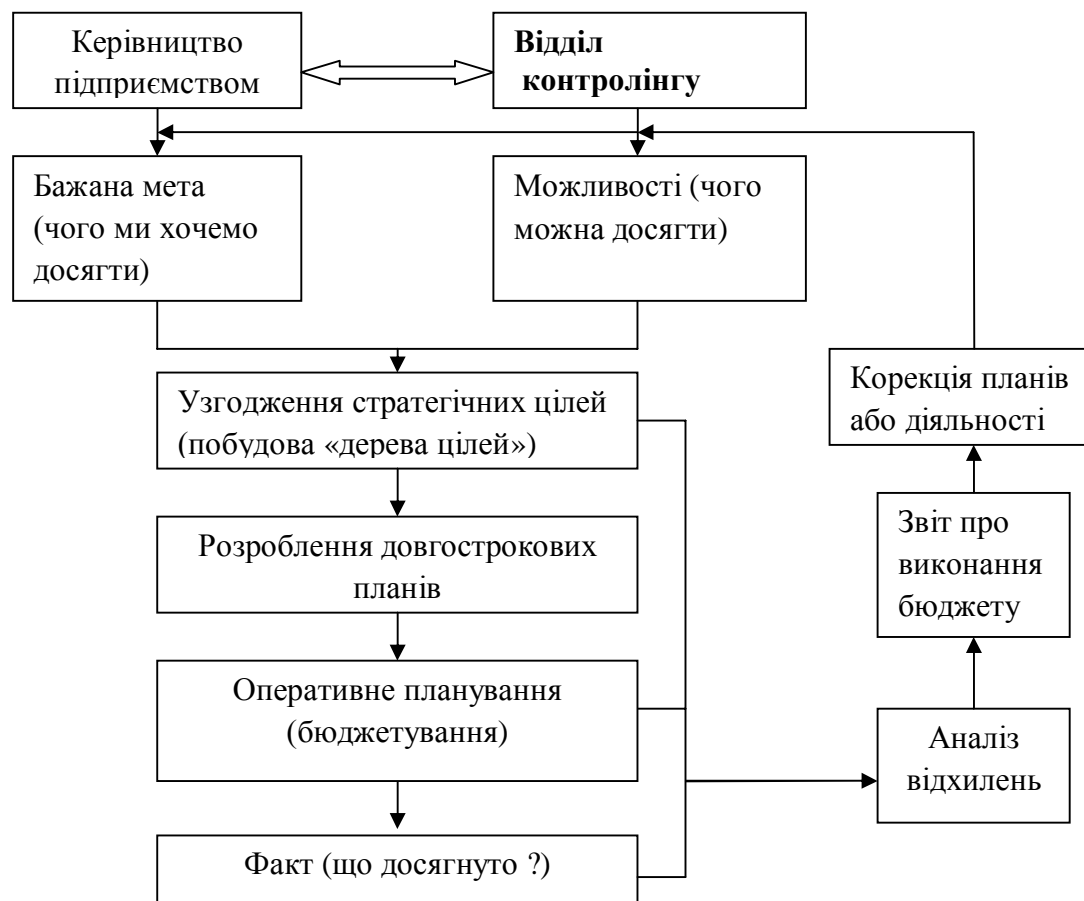 Керівництво
підприємством
Відділ
контролінгу
Бажана мета
(чого ми хочемо
досягти)
Можливості (чого
можна досягти)
Узгодження стратегічних цілей
(побудова «дерева цілей»)
Корекція планів
або діяльності
Розроблення довгострокових
планів
Звіт про
виконання
бюджету
Оперативне планування
(бюджетування)
Аналіз
відхилень
Факт (що досягнуто ?)